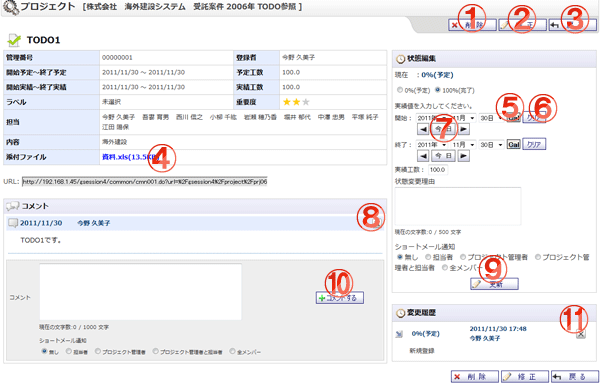 プロジェクト [株式会社 海外建設システム 受託案件 2006年 TODO参照 ]
① ② ③
削 除 修 正 戻 る
TODO1
管理番号 00000001 登録者 今野 久美子
開始予定～終了予定 2011/11/30 ～ 2011/11/30 予定工数 100.0
開始実績～終了実績 2011/11/30 ～ 2011/11/30 実績工数 100.0
ラベル 未選択 重要度 ★★
担当 今野 久美子 西川 信之 小柳 千絵 岩淵 穂乃香 堀井 郁代 中澤 忠男 平塚 純子
江田 陽保
内容 海外建設
添付ファイル 資料.xls(13.5KB)
④
URL: http://192.168.1.45/gsession4/common/cmn001.do?url=%2Fgsession4%2Fproject%2Fprj06
コメント
⑧
2011/11/30 今野 久美子
TODO1です。
コメント
⑩
コメントする
現在の文字数:0 / 1000 文字
ショートメール通知
無し 担当者 プロジェクト管理者 プロジェクト管理者と担当者 全メンバー
状態編集
現在 : 0%(予定)
0%(予定) 100%(完了)
実績値を入力してください。
⑤ ⑥
開始： 2011年 11月 30日 Cal クリア
⑦
今 日
終了： 2011年 11月 30日 Cal クリア
今 日
実績工数： 100.0
状態変更理由
現在の文字数:0 / 500 文字
ショートメール通知
無し 担当者 プロジェクト管理者 プロジェクト管
理者と担当者 全メンバー
⑨
更新
変更履歴
⑪
0%(予定) 2011/11/30 17:48
今野 久美子
新規登録
削 除 修 正 戻 る